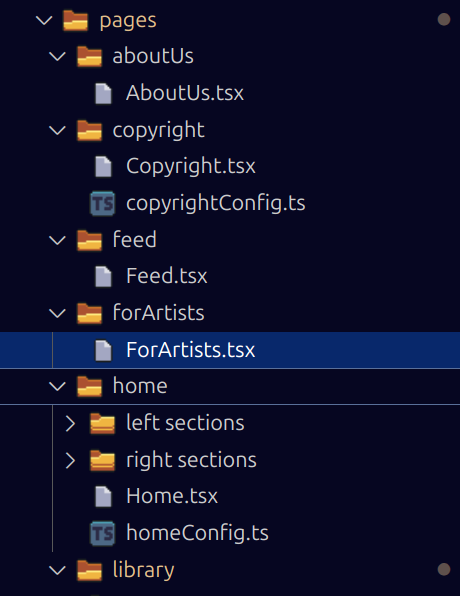 pages
aboutUs
AboutUs.tsx
copyright
Copyright.tsx
TS copyrightConfig.ts
feed
Feed.tsx
forArtists
ForArtists.tsx
home
left sections
right sections
Home.tsx
TS homeConfig.ts
library